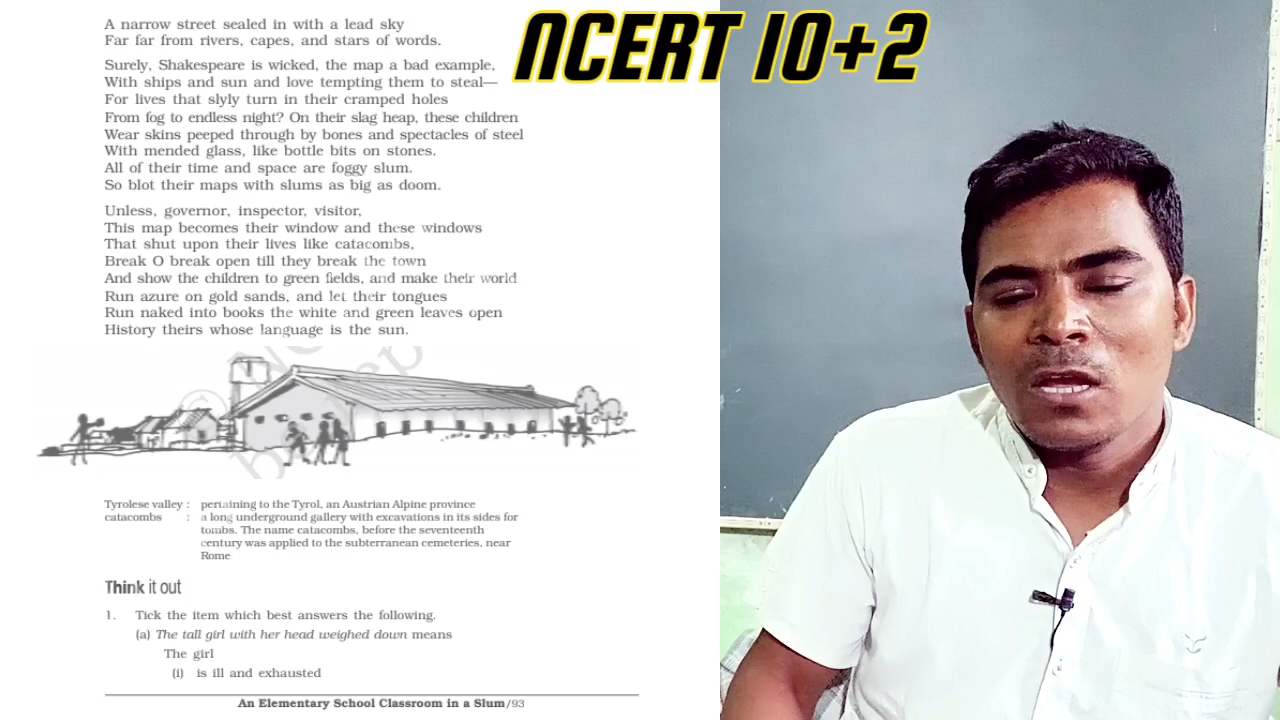 NCERT 10+2
A narrow street sealed in with a lead sky
Far far from rivers, capes, and stars of words.
Surely, Shakespeare is wicked, the map a bad example,
With ships and sun and love tempting them to steal—
For lives that slyly turn in their cramped holes
From fog to endless night? On their slag heap, these children
Wear skins peeped through by bones and spectacles of steel
With mended glass, like bottle bits on stones.
All of their time and space are foggy slum.
So blot their maps with slums as big as doom.
Unless, governor, inspector, visitor,
This map becomes their window and these windows
That shut upon their lives like catacombs,
Break O break open till they break the town
And show the children to green fields, and make their world
Run azure on gold sands, and let their tongues
Run naked into books the white and green leaves open
History theirs whose language is the sun.
Tyrolese valley : pertaining to the Tyrol, an Austrian Alpine province
catacombs : a long underground gallery with excavations in its sides for
tombs. The name catacombs, before the seventeenth
century was applied to the subterranean cemeteries, near
Rome
Think it out
1. Tick the item which best answers the following.
(a) The tall girl with her head weighed down means
The girl
(i) is ill and exhausted
An Elementary School Classroom in a Slum/93